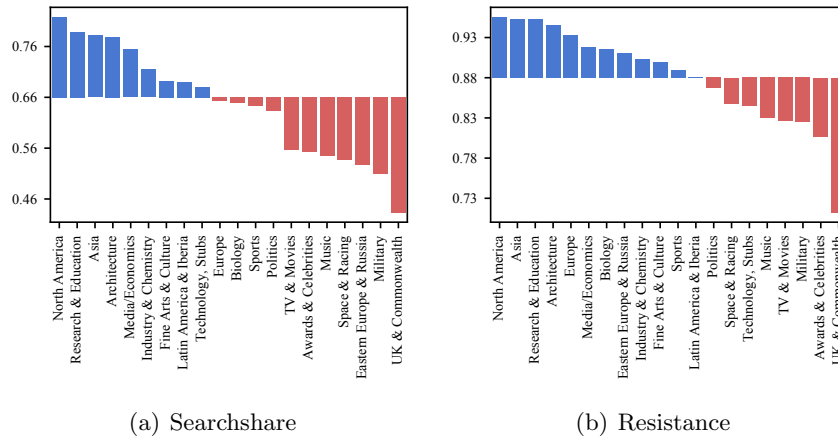 0.76
0.66
0.56
0.46
North America
Research & Education
Asia
Architecture
Media/Economics
Industry & Chemistry
Fine Arts & Culture
Latin America & Iberia
Technology, Stubs
Europe
Biology
Sports
Politics
TV & Movies
Awards & Celebrities
Music
Space & Racing
Eastern Europe & Russia
Military
UK & Commonwealth
(a) Searchshare
0.93
0.88
0.83
0.78
0.73
North America
Asia
Research & Education
Architecture
Europe
Media/Economics
Biology
Eastern Europe & Russia
Industry & Chemistry
Fine Arts & Culture
Sports
Latin America & Iberia
Politics
Space & Racing
Technology, Stubs
Music
TV & Movies
Military
Awards & Celebrities
UK & Commonwealth
(b) Resistance